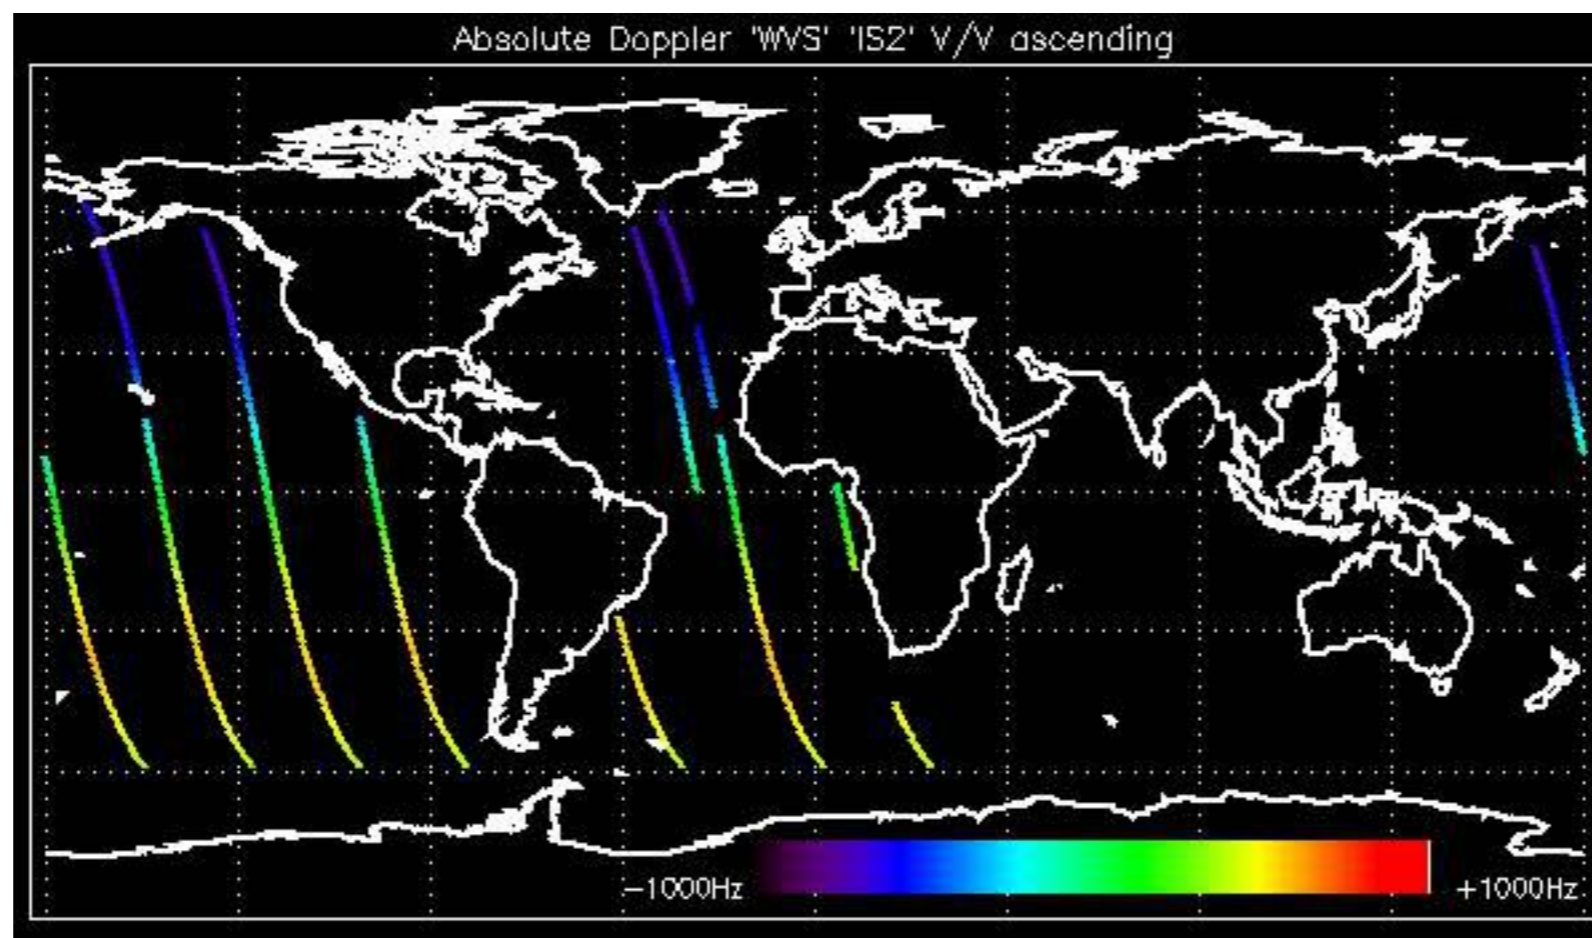 Absolute Doppler 'WVS' 'IS2' V/V ascending
−1000Hz +1000Hz